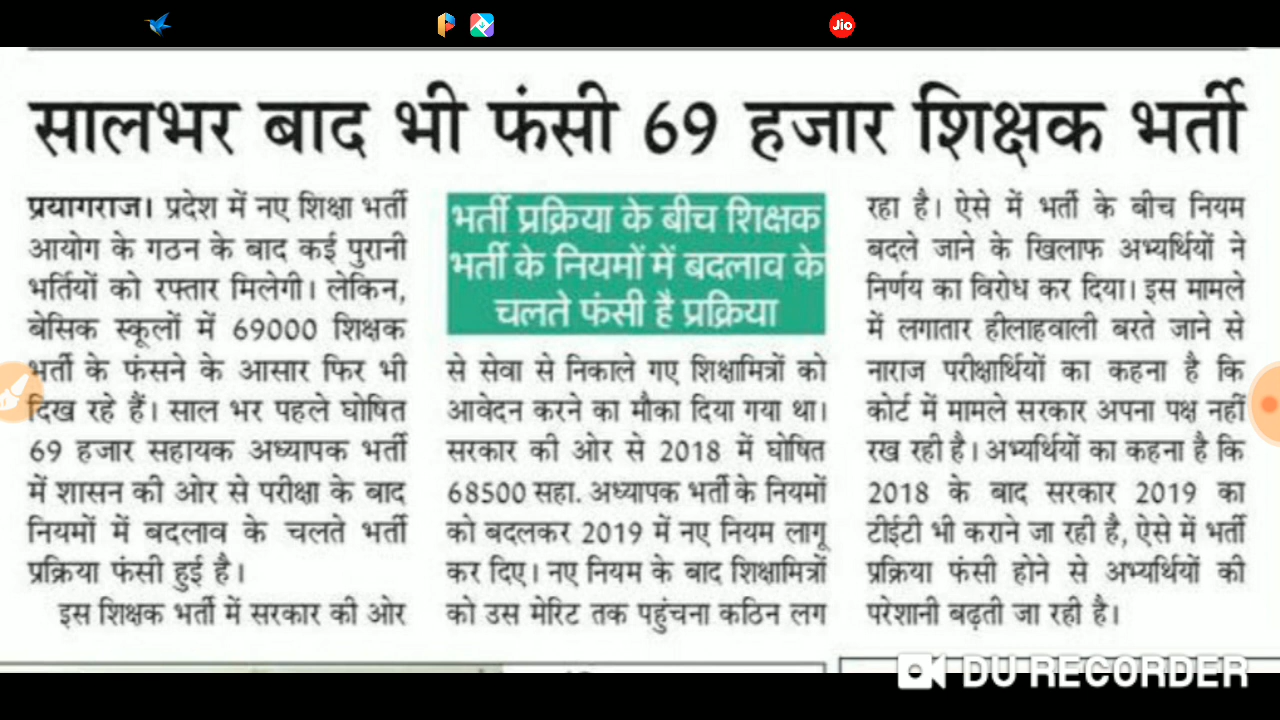 Jio
सालभर बाद भी फंसी 69 हजार शिक्षक भर्ती
प्रयागराज। प्रदेश में नए शिक्षा भर्ती
आयोग के गठन के बाद कई पुरानी
भर्तियों को रफ्तार मिलेगी। लेकिन,
बेसिक स्कूलों में 69000 शिक्षक
भर्ती के फंसने के आसार फिर भी
दिख रहे हैं। साल भर पहले घोषित
69 हजार सहायक अध्यापक भर्ती
में शासन की ओर से परीक्षा के बाद
नियमों में बदलाव के चलते भर्ती
प्रक्रिया फंसी हुई है।
इस शिक्षक भर्ती में सरकार की ओर
भर्ती प्रक्रिया के बीच शिक्षक
भर्ती के नियमों में बदलाव के
चलते फंसी है प्रक्रिया
से सेवा से निकाले गए शिक्षामित्रों को
आवेदन करने का मौका दिया गया था।
सरकार की ओर से 2018 में घोषित
68500 सहा. अध्यापक भर्ती के नियमों
को बदलकर 2019 में नए नियम लागू
कर दिए। नए नियम के बाद शिक्षामित्रों
को उस मेरिट तक पहुंचना कठिन लग
रहा है। ऐसे में भर्ती के बीच नियम
बदले जाने के खिलाफ अभ्यर्थियों ने
निर्णय का विरोध कर दिया। इस मामले
में लगातार हीलाहवाली बरते जाने से
नाराज परीक्षार्थियों का कहना है कि
कोर्ट में मामले सरकार अपना पक्ष नहीं
रख रही है। अभ्यर्थियों का कहना है कि
2018 के बाद सरकार 2019 का
टीईटी भी कराने जा रही है, ऐसे में भर्ती
प्रक्रिया फंसी होने से अभ्यर्थियों की
परेशानी बढ़ती जा रही है।
DU RECORDER